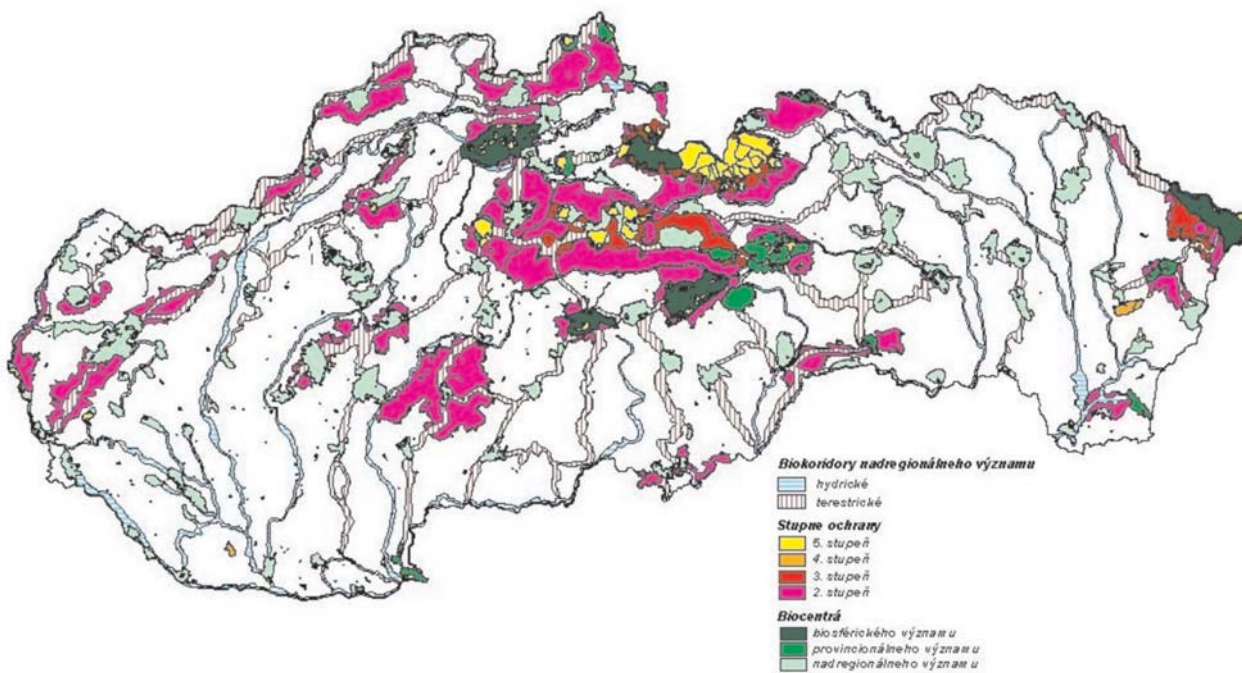 Biokoridory nadregionálneho významu
hydrické
terestrické
Stupne ochrany
5. stupeň
4. stupeň
3. stupeň
2. stupeň
Biocentrá
biosférického významu
provincionálneho významu
nadregionálneho významu